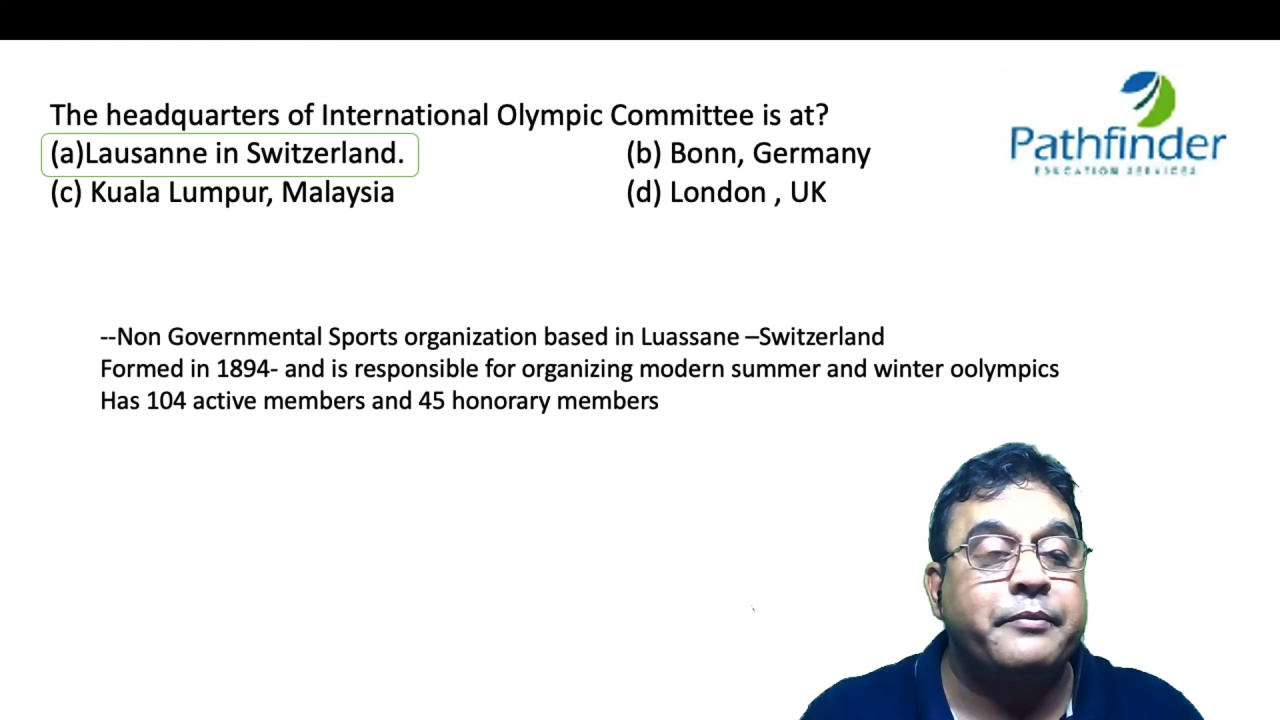 The headquarters of International Olympic Committee is at?
(a)Lausanne in Switzerland. (b) Bonn, Germany
(c) Kuala Lumpur, Malaysia (d) London , UK
Pathfinder
EDUCATION SERVICES
--Non Governmental Sports organization based in Luassane –Switzerland
Formed in 1894- and is responsible for organizing modern summer and winter oolympics
Has 104 active members and 45 honorary members